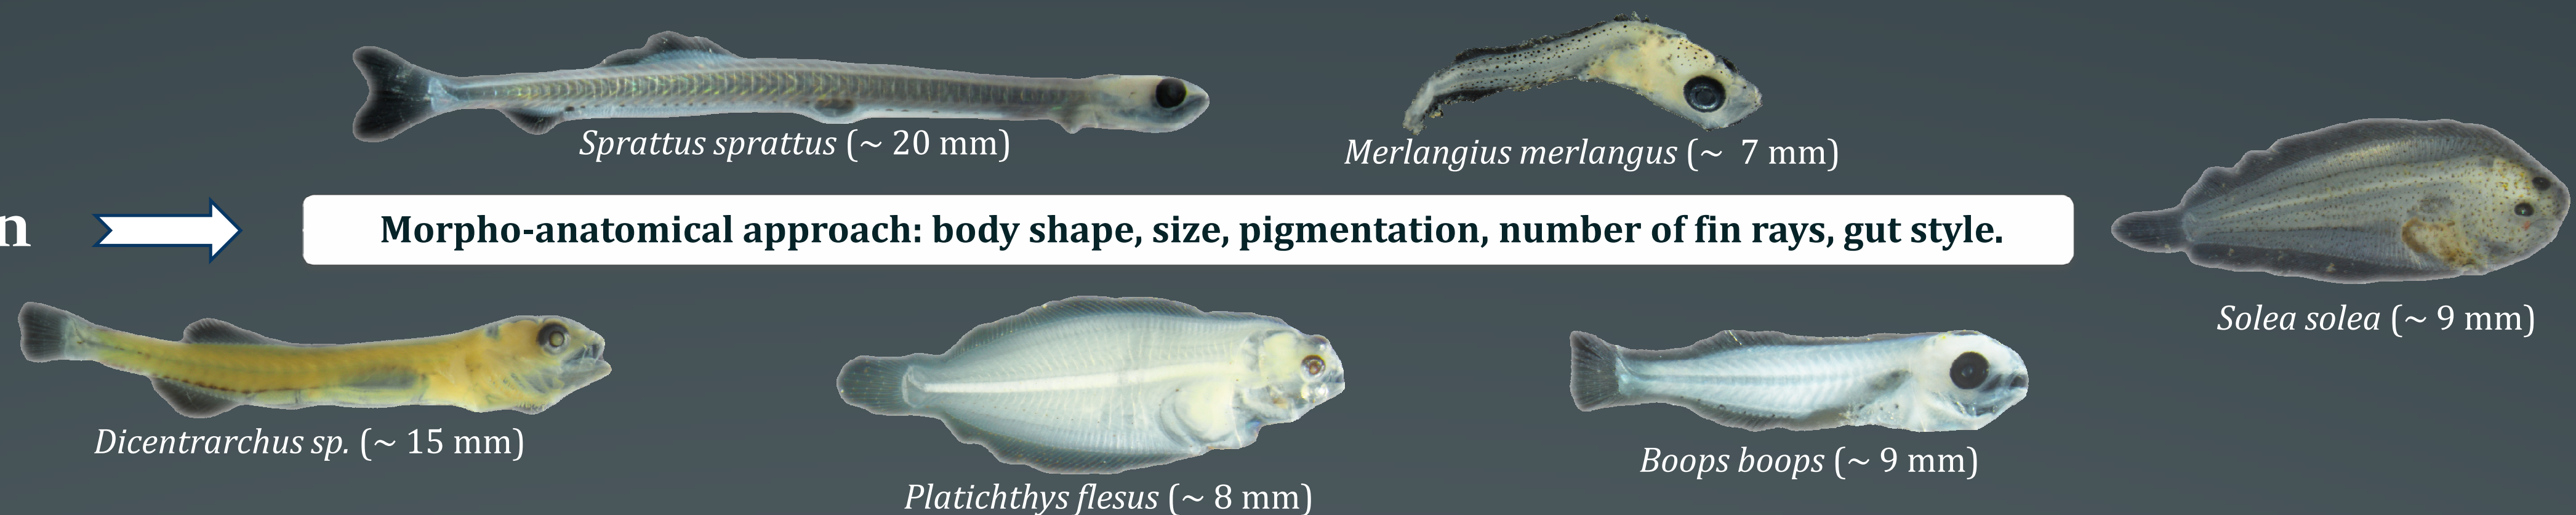 Sprattus sprattus (~ 20 mm)
Merlangius merlangus (~ 7 mm)
n
Morpho-anatomical approach: body shape, size, pigmentation, number of fin rays, gut style.
Solea solea (~ 9 mm)
Dicentrarchus sp. (~ 15 mm)
Boops boops (~ 9 mm)
Platichthys flesus (~ 8 mm)